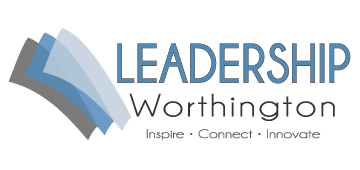 LEADERSHIP
Worthington
Inspire · Connect · Innovate